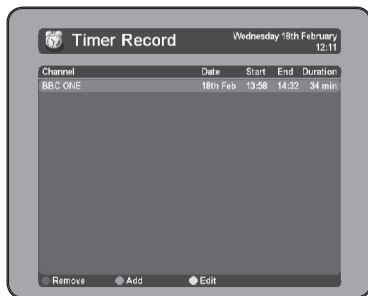 Timer Record
Wednesday 18th February
12:11
Channel Date Start End Duration
BBC ONE 18th Feb 13:58 14:32 34 min
Remove Add Edit